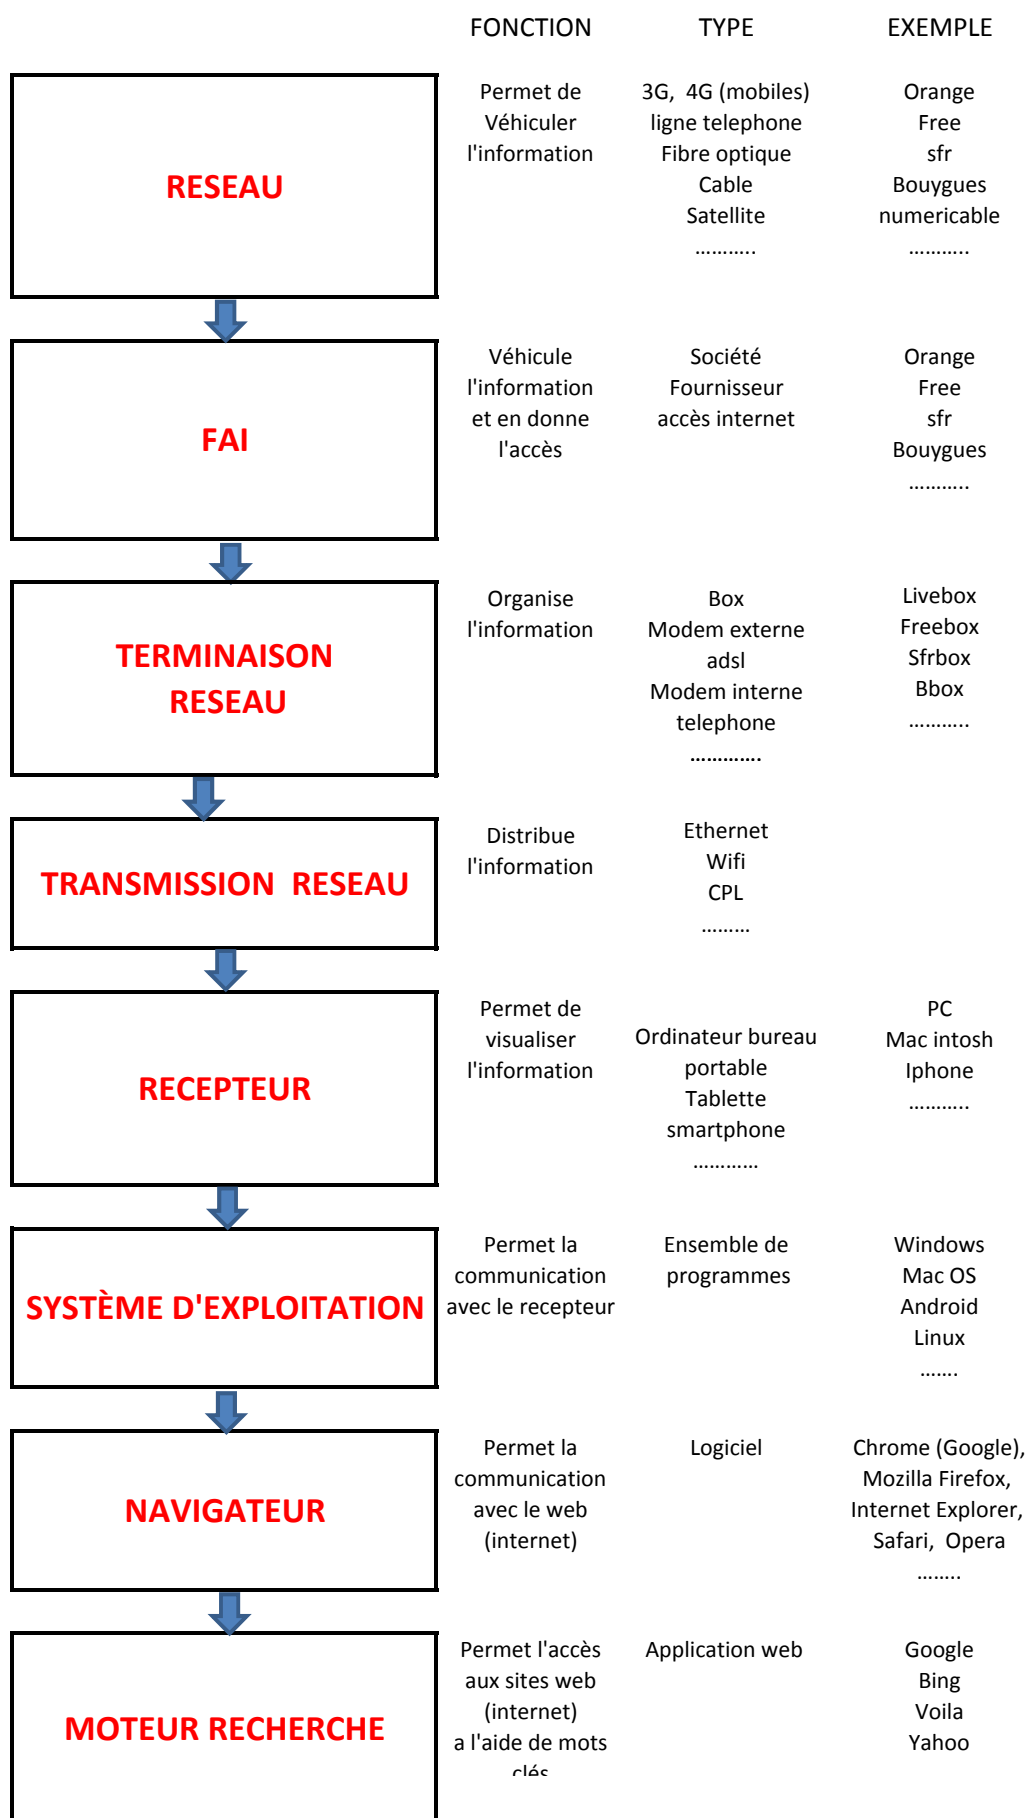 FONCTION TYPE EXEMPLE
RESEAU
Permet de
Véhiculer
l'information
3G, 4G (mobiles)
ligne telephone
Fibre optique
Cable
Satellite
………..
Orange
Free
sfr
Bouygues
numericable
………..
FAI
Véhicule
l'information
et en donne
l'accès
Société
Fournisseur
accès internet
Orange
Free
sfr
Bouygues
………..
TERMINAISON
RESEAU
Organise
l'information
Box
Modem externe
adsl
Modem interne
telephone
………….
Livebox
Freebox
Sfrbox
Bbox
………..
TRANSMISSION RESEAU
Distribue
l'information
Ethernet
Wifi
CPL
………
RECEPTEUR
Permet de
visualiser
l'information
Ordinateur bureau
portable
Tablette
smartphone
…………
PC
Mac intosh
Iphone
………..
SYSTÈME D'EXPLOITATION
Permet la
communication
avec le recepteur
Ensemble de
programmes
Windows
Mac OS
Android
Linux
…….
NAVIGATEUR
Permet la
communication
avec le web
(internet)
Logiciel
Chrome (Google),
Mozilla Firefox,
Internet Explorer,
Safari, Opera
……..
MOTEUR RECHERCHE
Permet l'accès
aux sites web
(internet)
a l'aide de mots
clés
Application web
Google
Bing
Voila
Yahoo